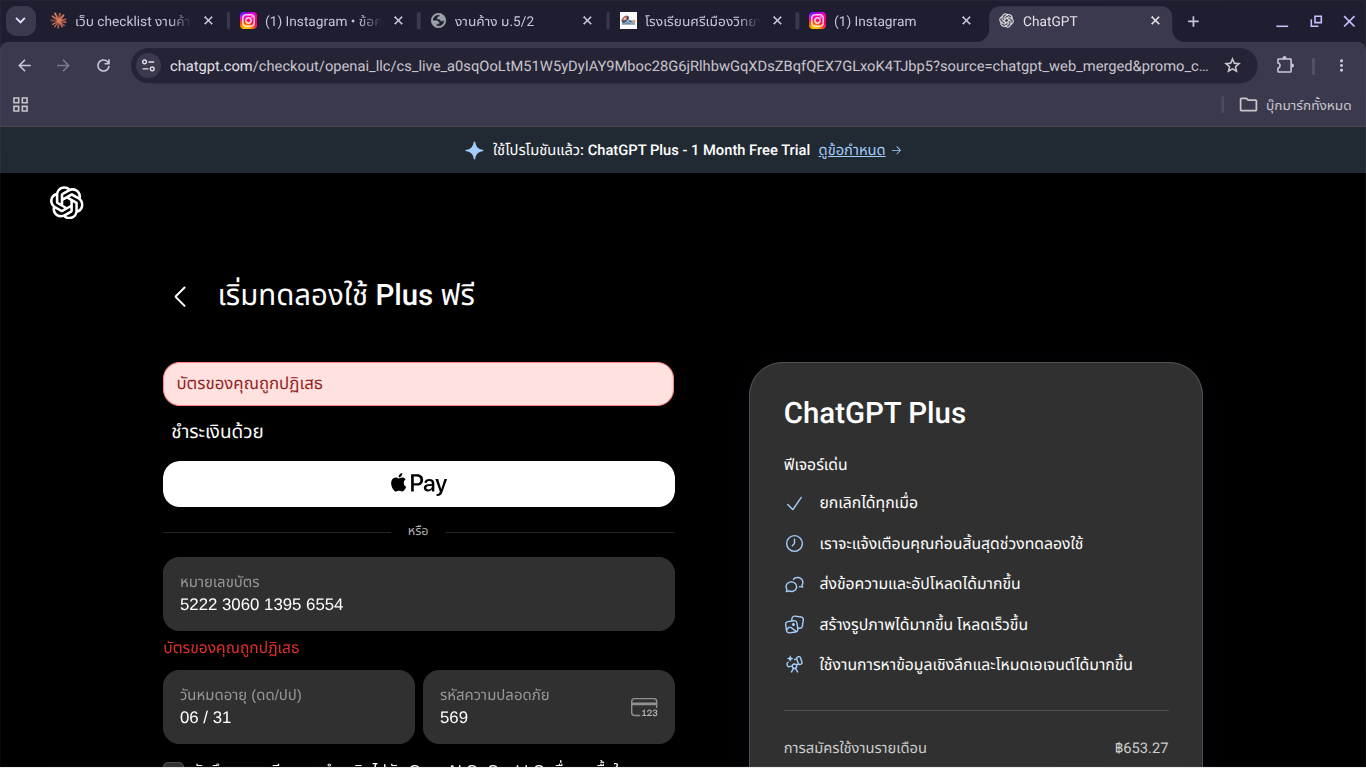 เว็บ checklist งานค้า
(1) Instagram • ข้อค
งานค้าง ม.5/2
โรงเรียนศรีเมืองวิทยา
(1) Instagram
ChatGPT
chatgpt.com/checkout/openai_llc/cs_live_a0sqOoLtM51W5yDyIAY9Mboc28G6jRlhbwGqXDsZBqfQEX7GLxoK4TJbp5?source=chatgpt_web_merged&promo_c...
บุ๊กมาร์กทั้งหมด
ใช้โปรโมชันแล้ว: ChatGPT Plus - 1 Month Free Trial ดูข้อกำหนด →
เริ่มทดลองใช้ Plus ฟรี
บัตรของคุณถูกปฏิเสธ
ชำระเงินด้วย
Pay
หรือ
หมายเลขบัตร
5222 3060 1395 6554
บัตรของคุณถูกปฏิเสธ
วันหมดอายุ (ดด/ปป)
06 / 31
รหัสความปลอดภัย
569
123
ChatGPT Plus
ฟีเจอร์เด่น
ยกเลิกได้ทุกเมื่อ
เราจะแจ้งเตือนคุณก่อนสิ้นสุดช่วงทดลองใช้
ส่งข้อความและอัปโหลดได้มากขึ้น
สร้างรูปภาพได้มากขึ้น โหลดเร็วขึ้น
ใช้งานการหาข้อมูลเชิงลึกและโหมดเอเจนต์ได้มากขึ้น
การสมัครใช้งานรายเดือน
฿653.27